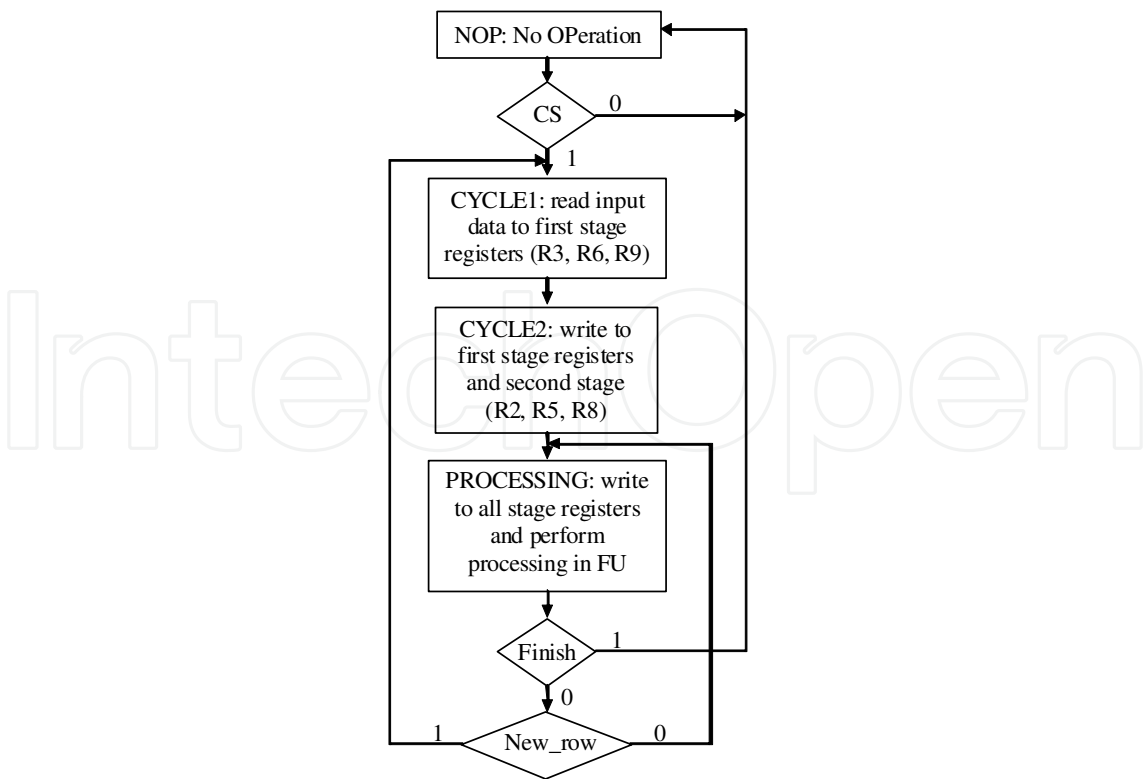 NOP: No OPeration
CS
0
1
CYCLE1: read input
data to first stage
registers (R3, R6, R9)
CYCLE2: write to
first stage registers
and second stage
(R2, R5, R8)
IntechOpen
PROCESSING: write
to all stage registers
and perform
processing in FU
Finish
1
0
1
New_row
0